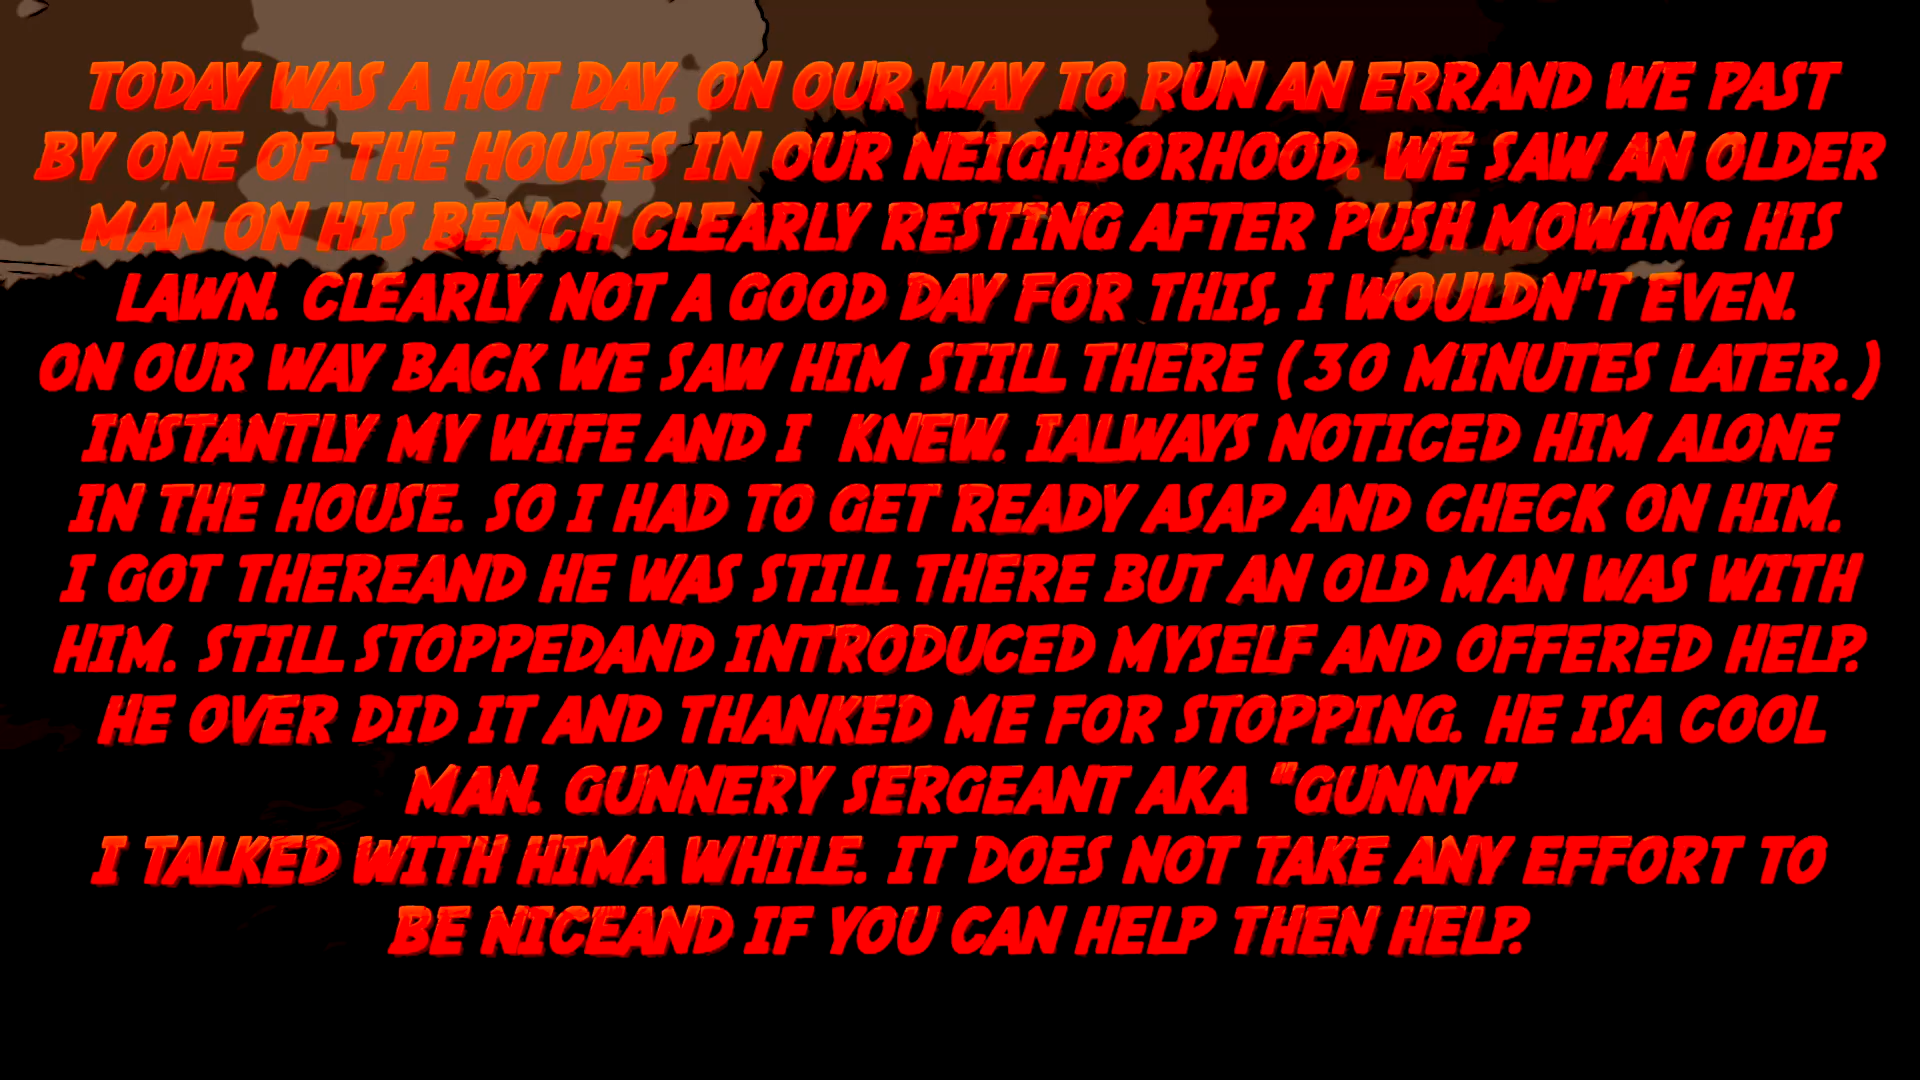 TODAY WAS A HOT DAY, ON OUR WAY TO RUN AN ERRAND WE PAST
BY ONE OF THE HOUSES IN OUR NEIGHBORHOOD. WE SAW AN OLDER
MAN ON HIS BENCH CLEARLY RESTING AFTER PUSH MOWING HIS
LAWN. CLEARLY NOT A GOOD DAY FOR THIS, I WOULDN'T EVEN.
ON OUR WAY BACK WE SAW HIM STILL THERE (30 MINUTES LATER.)
INSTANTLY MY WIFE AND I KNEW. IALWAYS NOTICED HIM ALONE
IN THE HOUSE. SO I HAD TO GET READY ASAP AND CHECK ON HIM.
I GOT THEREAND HE WAS STILL THERE BUT AN OLD MAN WAS WITH
HIM. STILL STOPPEDAND INTRODUCED MYSELF AND OFFERED HELP.
HE OVER DID IT AND THANKED ME FOR STOPPING. HE ISA COOL
MAN. GUNNERY SERGEANT AKA "GUNNY"
I TALKED WITH HIMA WHILE. IT DOES NOT TAKE ANY EFFORT TO
BE NICEAND IF YOU CAN HELP THEN HELP.